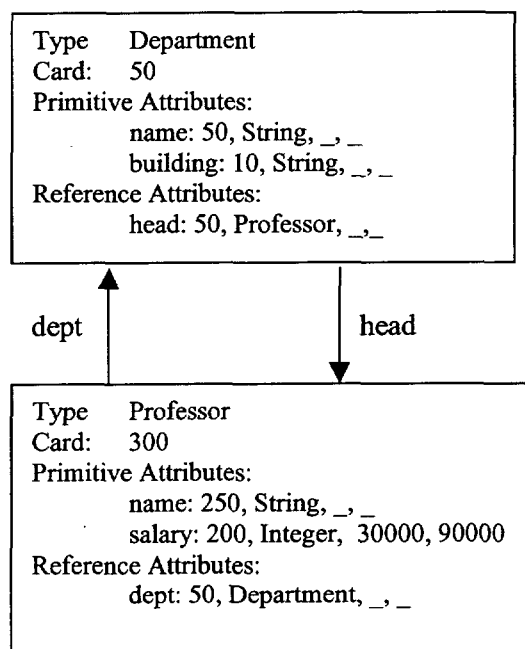 Type Department
Card: 50
Primitive Attributes:
name: 50, String, _, _
building: 10, String, _, _
Reference Attributes:
head: 50, Professor, _,_
dept head
Type Professor
Card: 300
Primitive Attributes:
name: 250, String, _, _
salary: 200, Integer, 30000, 90000
Reference Attributes:
dept: 50, Department, _, _